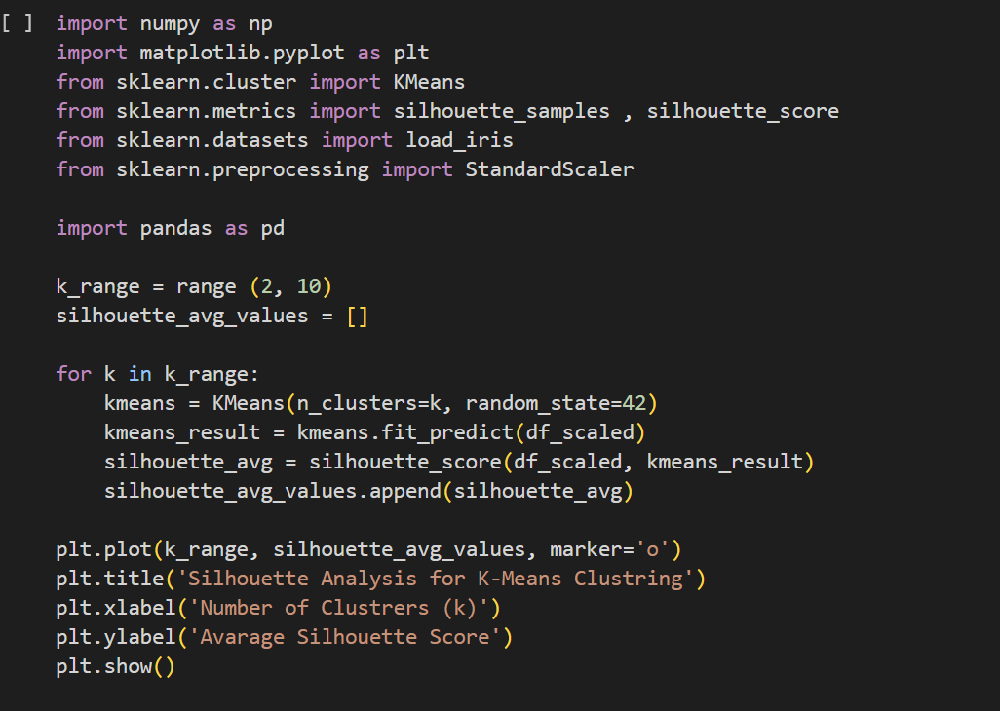 [ ] import numpy as np
import matplotlib.pyplot as plt
from sklearn.cluster import KMeans
from sklearn.metrics import silhouette_samples , silhouette_score
from sklearn.datasets import load_iris
from sklearn.preprocessing import StandardScaler

import pandas as pd

k_range = range (2, 10)
silhouette_avg_values = []

for k in k_range:
    kmeans = KMeans(n_clusters=k, random_state=42)
    kmeans_result = kmeans.fit_predict(df_scaled)
    silhouette_avg = silhouette_score(df_scaled, kmeans_result)
    silhouette_avg_values.append(silhouette_avg)

plt.plot(k_range, silhouette_avg_values, marker='o')
plt.title('Silhouette Analysis for K-Means Clustring')
plt.xlabel('Number of Clustrers (k)')
plt.ylabel('Avarage Silhouette Score')
plt.show()